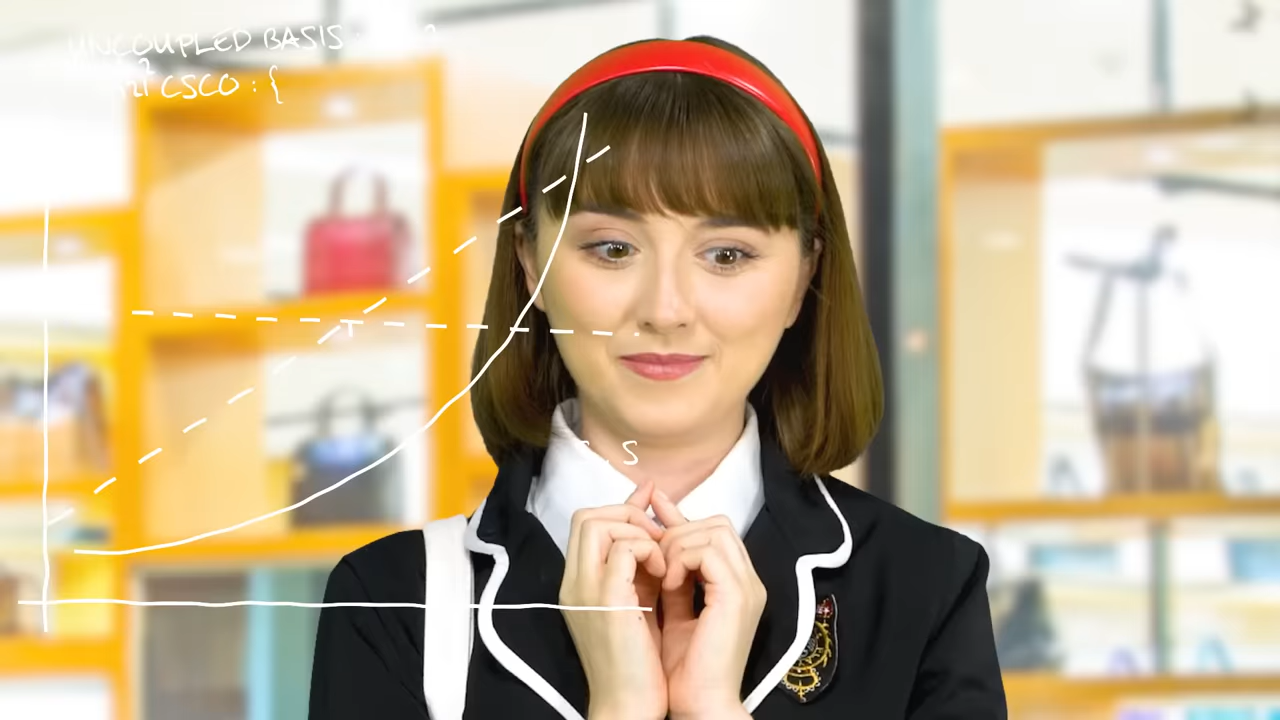 UNCOUPLED BASIS :
CSCO : {
S